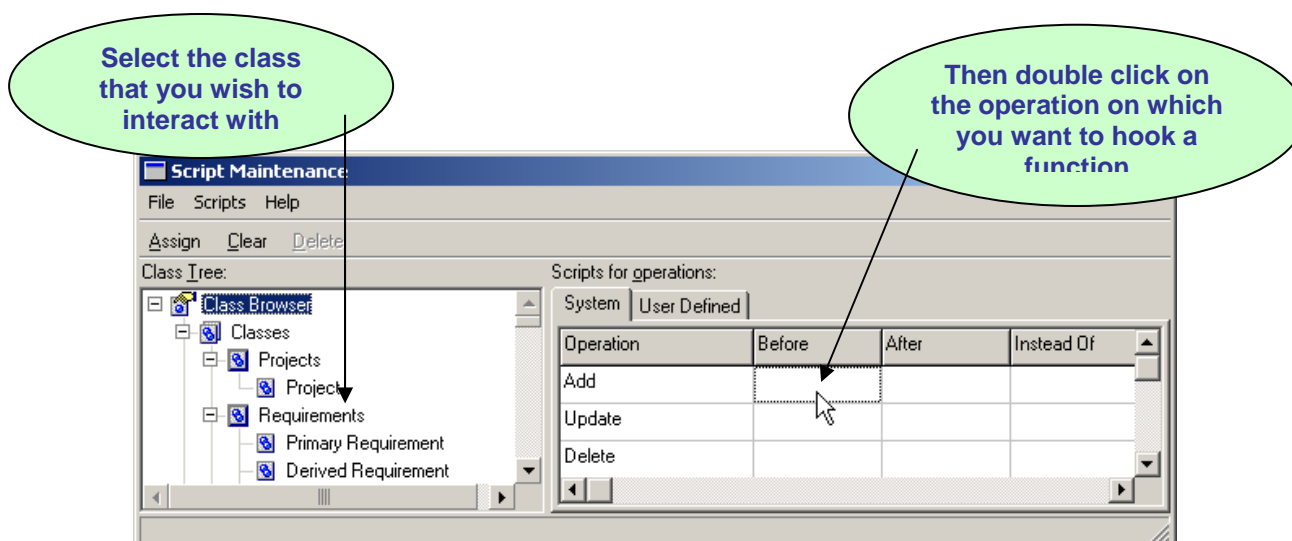 Select the class
that you wish to
interact with
Then double click on
the operation on which
you want to hook a
function
Script Maintenance
File Scripts Help
Assign Clear Delete
Class Tree:
Class Browser
Classes
Projects
Project
Requirements
Primary Requirement
Derived Requirement
Scripts for operations:
System User Defined
Operation Before After Instead Of
Add
Update
Delete